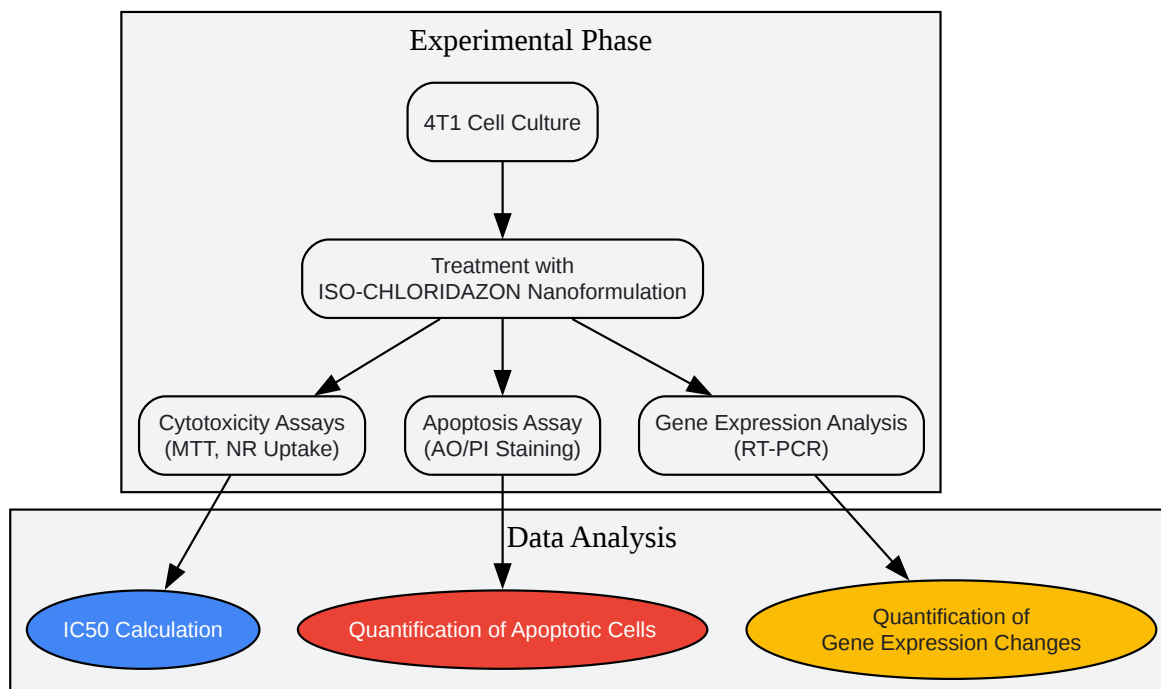 Experimental Phase
4T1 Cell Culture
Treatment with
ISO-CHLORIDAZON Nanoformulation
Cytotoxicity Assays
(MTT, NR Uptake)
Apoptosis Assay
(AO/PI Staining)
Gene Expression Analysis
(RT-PCR)
Data Analysis
IC50 Calculation
Quantification of Apoptotic Cells
Quantification of
Gene Expression Changes